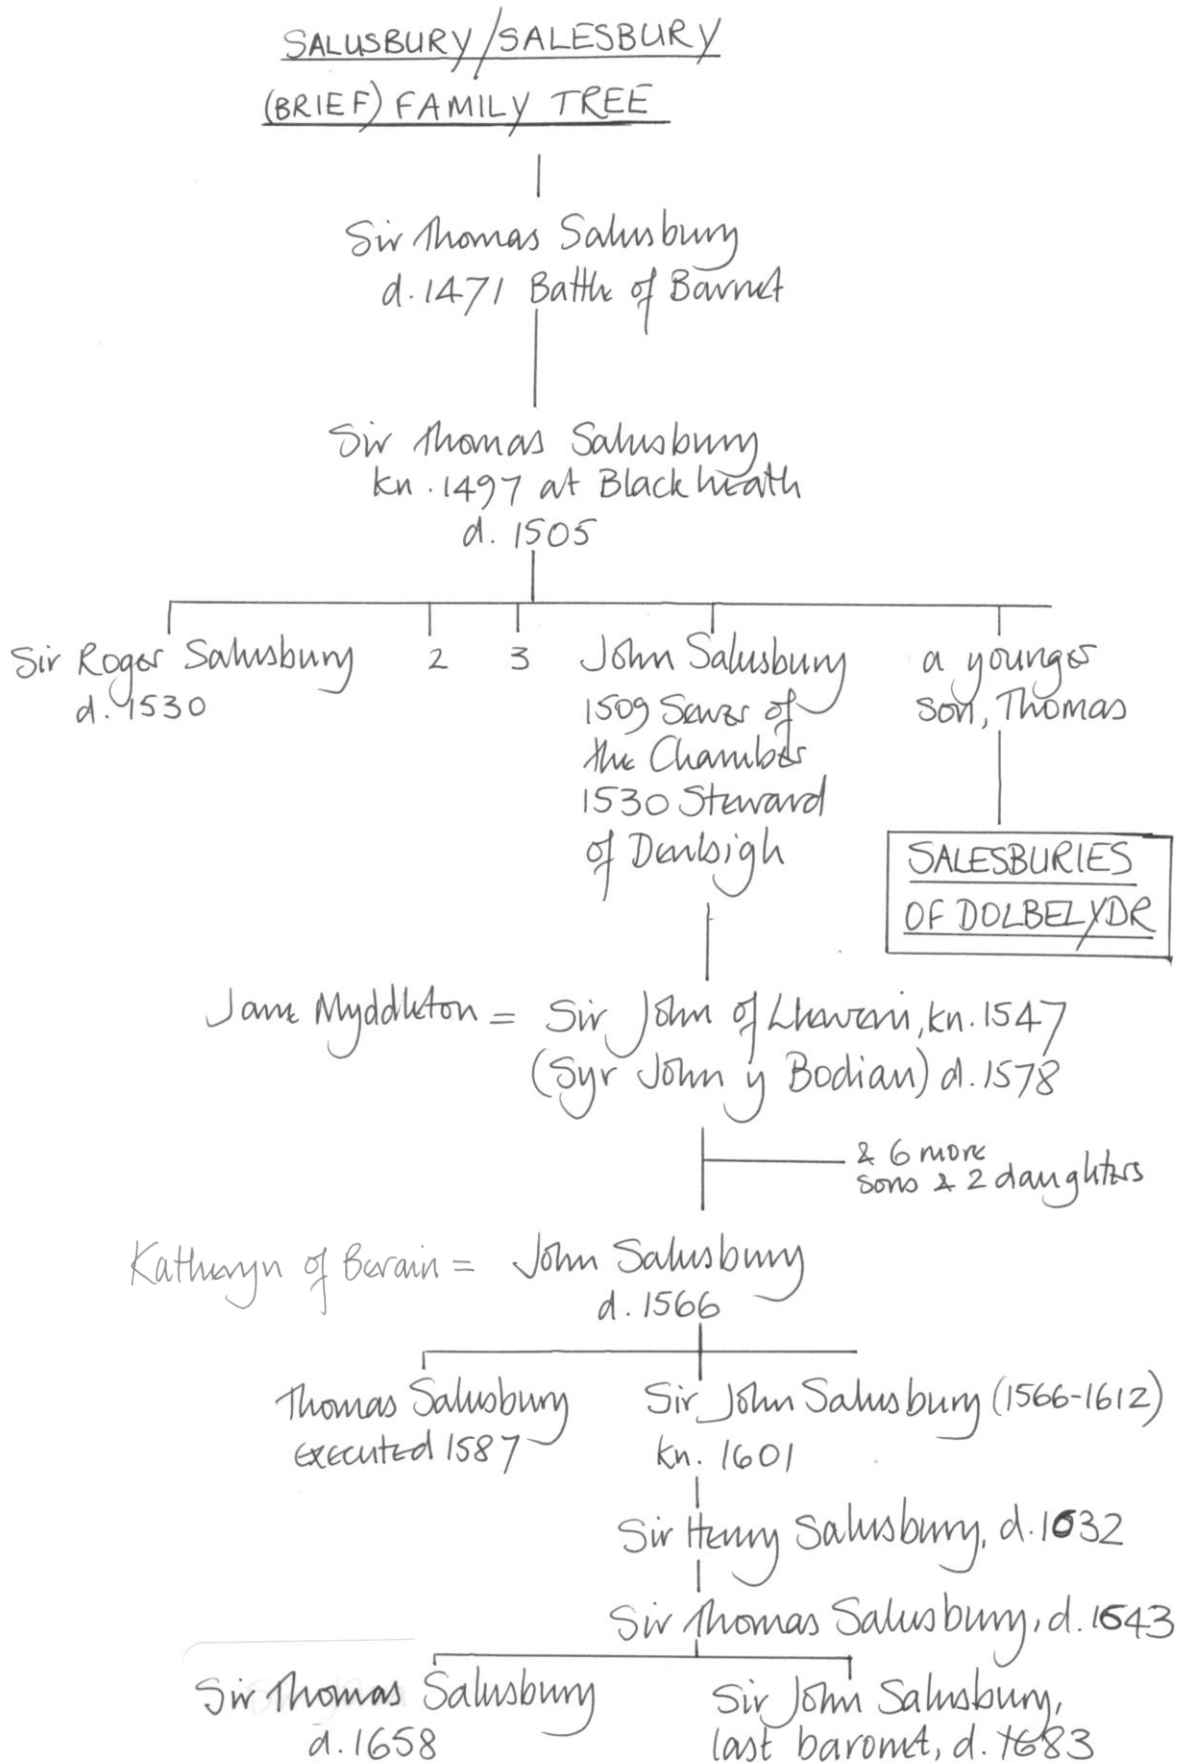 SALUSBURY/SALESBURY
(BRIEF) FAMILY TREE
Sir Thomas Salusbury
d. 1471 Battle of Barnet
Sir Thomas Salusbury
kn. 1497 at Blackheath
d. 1505
Sir Roger Salusbury
d. 1530
2
3
John Salusbury
1509 Sewer of
the Chamber
1530 Steward
of Denbigh
a younger
son, Thomas
SALESBURIES
OF DOLBELYDR
Jane Myddleton = Sir John of Lleweni, kn. 1547
(Syr John y Bodiau) d. 1578
& 6 more
sons & 2 daughters
Katheryn of Berain = John Salusbury
d. 1566
Thomas Salusbury
executed 1587
Sir John Salusbury (1566-1612)
kn. 1601
Sir Henry Salusbury, d. 1632
Sir Thomas Salusbury, d. 1643
Sir Thomas Salusbury
d. 1658
Sir John Salusbury,
last baronet, d. 1683